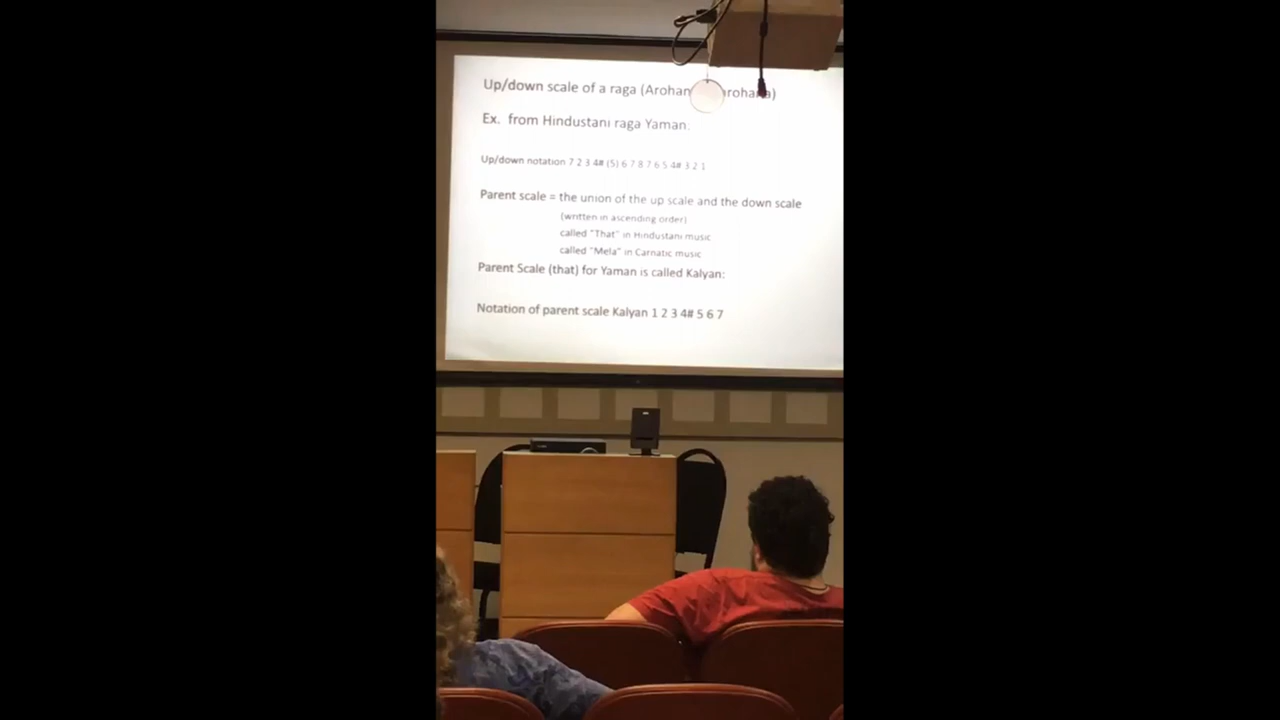 Up/down scale of a raga (Arohan arohana)
Ex. from Hindustani raga Yaman:
Up/down notation 7 2 3 4# (5) 6 7 8 7 6 5 4# 3 2 1
Parent scale = the union of the up scale and the down scale
(written in ascending order)
called "That" in Hindustani music
called "Mela" in Carnatic music
Parent Scale (that) for Yaman is called Kalyan:
Notation of parent scale Kalyan 1 2 3 4# 5 6 7